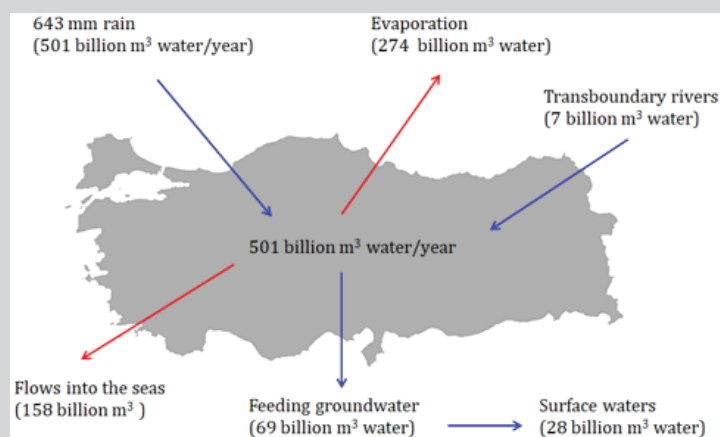 643 mm rain
(501 billion m³ water/year)
Evaporation
(274 billion m³ water)
Transboundary rivers
(7 billion m³ water)
501 billion m³ water/year
Flows into the seas
(158 billion m³ )
Feeding groundwater
(69 billion m³ water)
Surface waters
(28 billion m³ water)